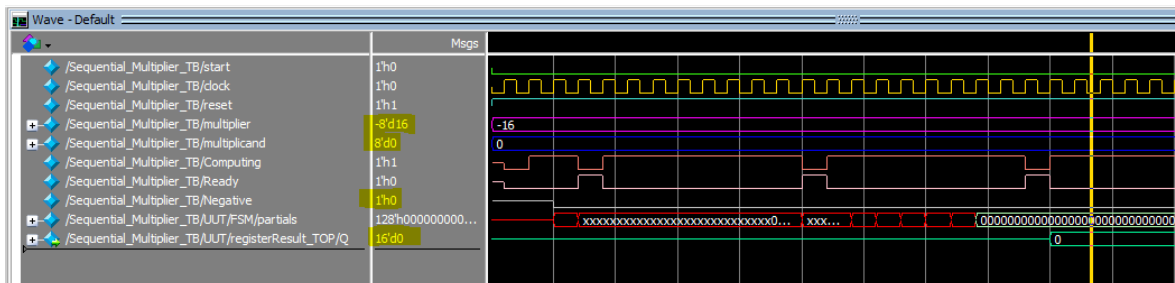 Wave - Default
Msgs
/Sequential_Multiplier_TB/start 1'h0
/Sequential_Multiplier_TB/clock 1'h0
/Sequential_Multiplier_TB/reset 1'h1
/Sequential_Multiplier_TB/multiplier -8'd16 -16
/Sequential_Multiplier_TB/multiplicand 8'd0 0
/Sequential_Multiplier_TB/Computing 1'h1
/Sequential_Multiplier_TB/Ready 1'h0
/Sequential_Multiplier_TB/Negative 1'h0
/Sequential_Multiplier_TB/UUT/FSM/partials 128'h000000000... xxxxxxxxxxxxxxxxxxxxxxxxxxxx0... xxx...
/Sequential_Multiplier_TB/UUT/registerResult_TOP/Q 16'd0 0